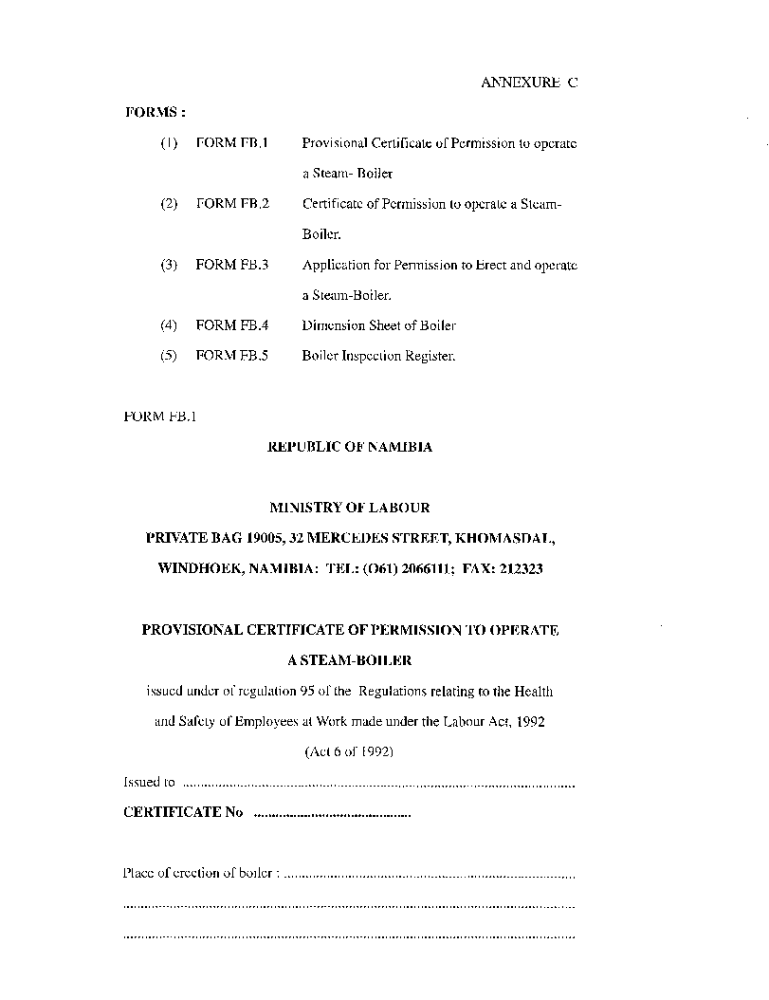 ANNEXURE C
FORMS :
(1) FORM FB.1 Provisional Certificate of Permission to operate
a Steam- Boiler
(2) FORM FB.2 Certificate of Permission to operate a Steam-
Boiler.
(3) FORM FB.3 Application for Permission to Erect and operate
a Steam-Boiler.
(4) FORM FB.4 Dimension Sheet of Boiler
(5) FORM FB.5 Boiler Inspection Register.
FORM FB.1
REPUBLIC OF NAMIBIA
MINISTRY OF LABOUR
PRIVATE BAG 19005, 32 MERCEDES STREET, KHOMASDAL,
WINDHOEK, NAMIBIA: TEL: (O61) 2066111; FAX: 212323
PROVISIONAL CERTIFICATE OF PERMISSION TO OPERATE
A STEAM-BOILER
issued under of regulation 95 of the Regulations relating to the Health
and Safety of Employees at Work made under the Labour Act, 1992
(Act 6 of 1992)
Issued to ..............................................................................................................
CERTIFICATE No ............................................
Place of erection of boiler : .................................................................................
..............................................................................................................................
..............................................................................................................................